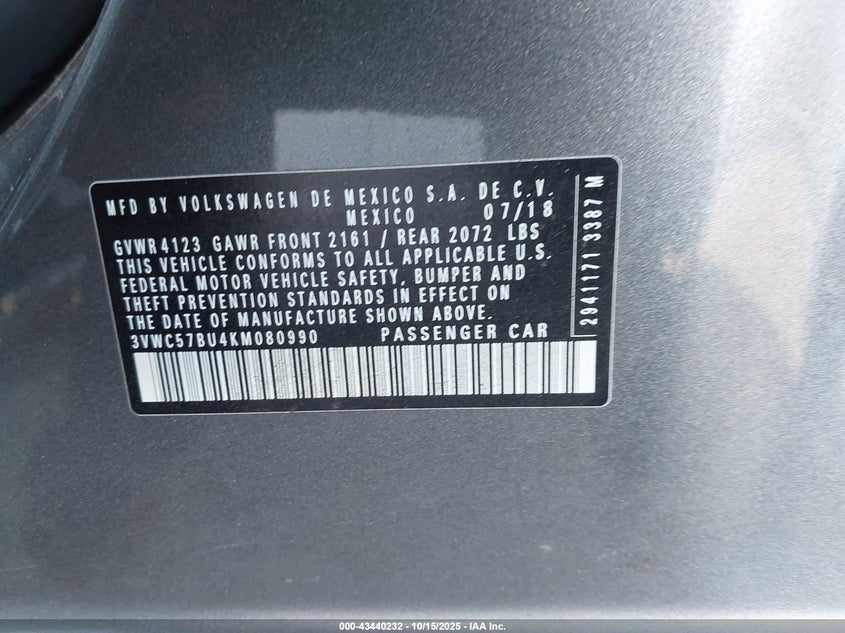 MFD BY VOLKSWAGEN DE MEXICO S.A. DE C.V.
MEXICO 07/18
GVWR 4123 GAWR FRONT 2161 / REAR 2072 LBS
THIS VEHICLE CONFORMS TO ALL APPLICABLE U.S.
FEDERAL MOTOR VEHICLE SAFETY, BUMPER AND
THEFT PREVENTION STANDARDS IN EFFECT ON
THE DATE OF MANUFACTURE SHOWN ABOVE.
3VWC57BU4KM080990 PASSENGER CAR
2941171 3387 M
000-43440232 - 10/15/2025 - IAA Inc.